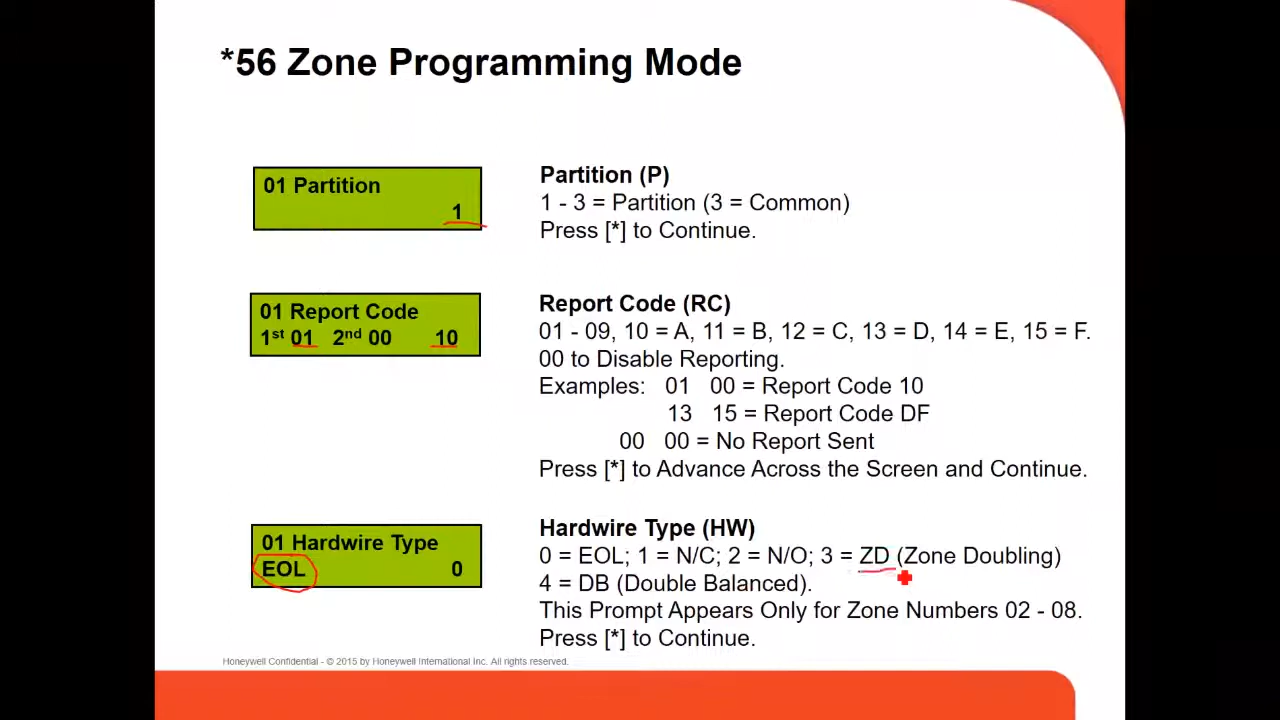 *56 Zone Programming Mode
01 Partition
1
Partition (P)
1 - 3 = Partition (3 = Common)
Press [*] to Continue.
01 Report Code
1st 01 2nd 00 10
Report Code (RC)
01 - 09, 10 = A, 11 = B, 12 = C, 13 = D, 14 = E, 15 = F.
00 to Disable Reporting.
Examples: 01 00 = Report Code 10
13 15 = Report Code DF
00 00 = No Report Sent
Press [*] to Advance Across the Screen and Continue.
01 Hardwire Type
EOL 0
Hardwire Type (HW)
0 = EOL; 1 = N/C; 2 = N/O; 3 = ZD (Zone Doubling)
4 = DB (Double Balanced).
This Prompt Appears Only for Zone Numbers 02 - 08.
Press [*] to Continue.
Honeywell Confidential - © 2015 by Honeywell International Inc. All rights reserved.